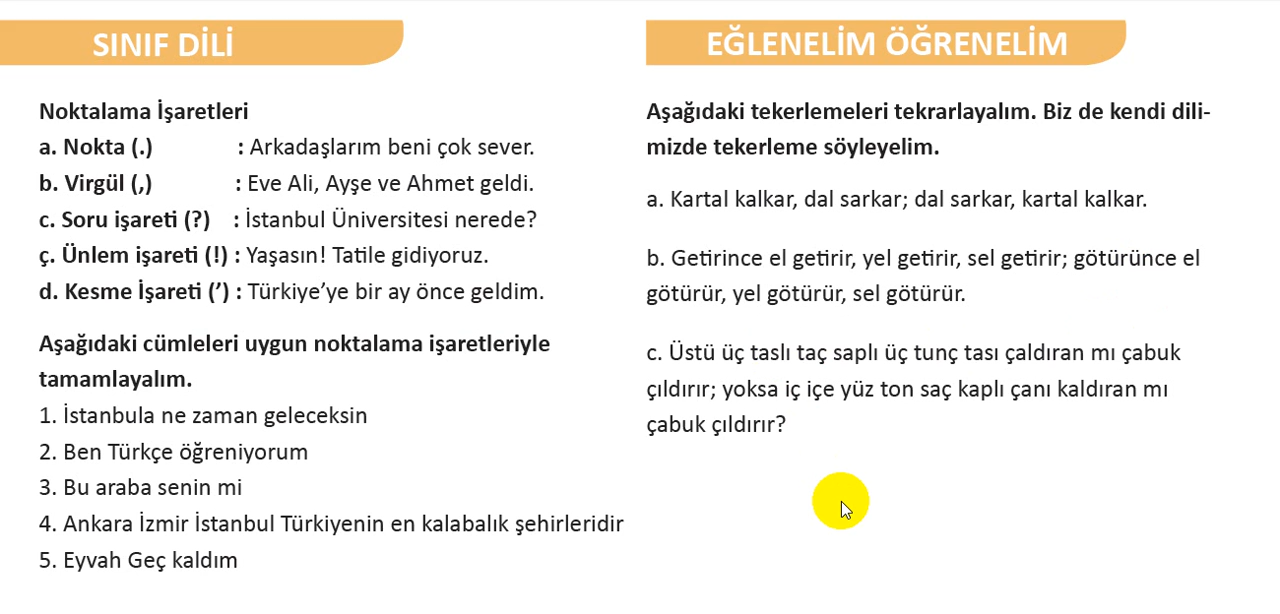 SINIF DİLİ
Noktalama İşaretleri
a. Nokta (.) : Arkadaşlarım beni çok sever.
b. Virgül (,) : Eve Ali, Ayşe ve Ahmet geldi.
c. Soru işareti (?) : İstanbul Üniversitesi nerede?
ç. Ünlem işareti (!) : Yaşasın! Tatile gidiyoruz.
d. Kesme İşareti (’) : Türkiye’ye bir ay önce geldim.
Aşağıdaki cümleleri uygun noktalama işaretleriyle
tamamlayalım.
1. İstanbula ne zaman geleceksin
2. Ben Türkçe öğreniyorum
3. Bu araba senin mi
4. Ankara İzmir İstanbul Türkiyenin en kalabalık şehirleridir
5. Eyvah Geç kaldım
EĞLENELİM ÖĞRENELİM
Aşağıdaki tekerlemeleri tekrarlayalım. Biz de kendi dili-
mizde tekerleme söyleyelim.
a. Kartal kalkar, dal sarkar; dal sarkar, kartal kalkar.
b. Getirince el getirir, yel getirir, sel getirir; götürünce el
götürür, yel götürür, sel götürür.
c. Üstü üç taslı taç saplı üç tunç tası çaldıran mı çabuk
çıldırır; yoksa iç içe yüz ton saç kaplı çanı kaldıran mı
çabuk çıldırır?